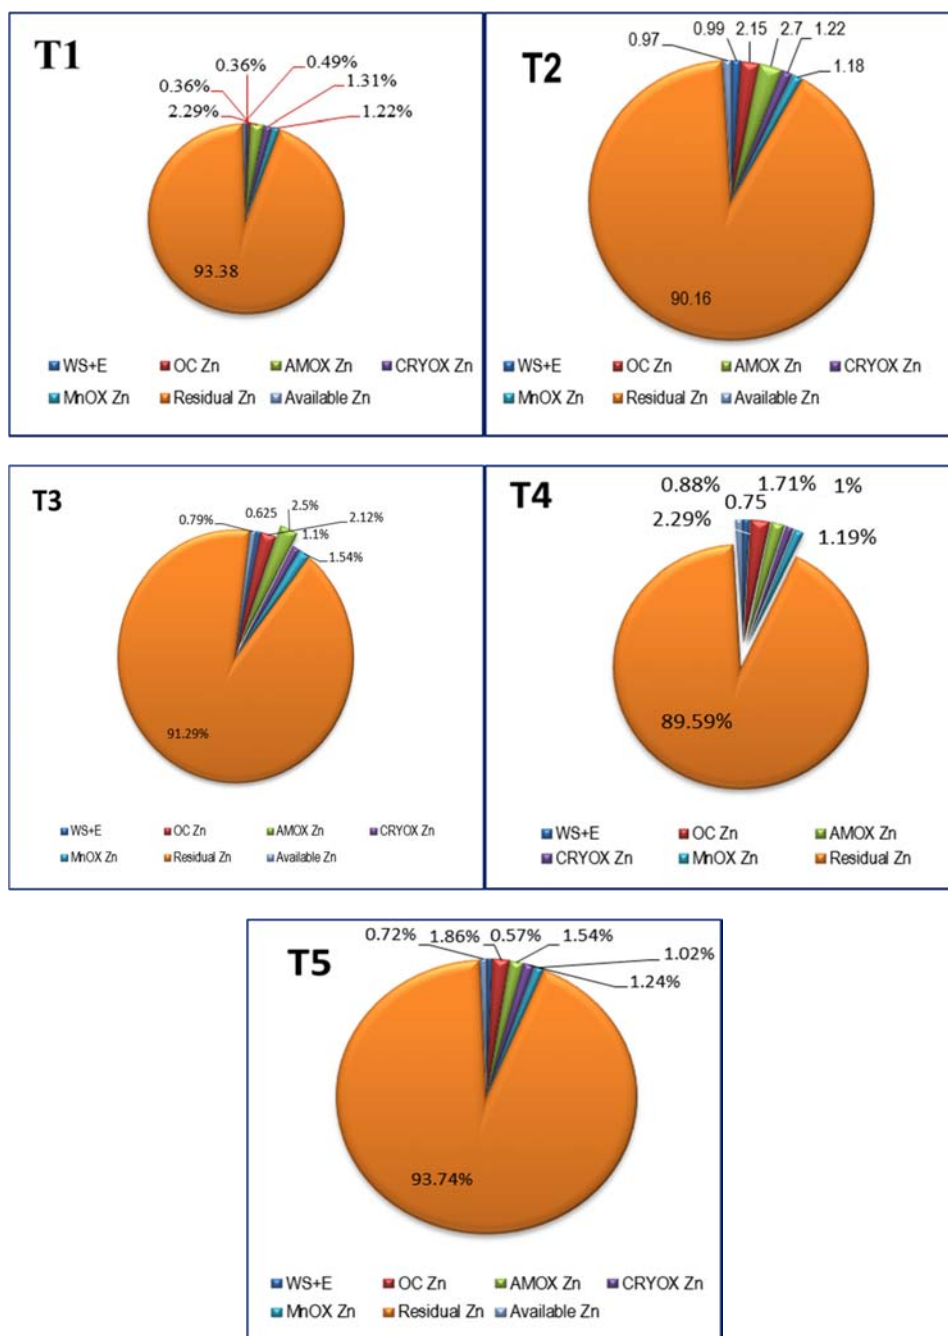 T1
0.36%
0.49%
0.36%
1.31%
2.29%
1.22%
93.38
WS+E OC Zn AMOX Zn CRYOX Zn
MnOX Zn Residual Zn Available Zn
T2
0.97
0.99
2.15
2.7
1.22
1.18
90.16
WS+E OC Zn AMOX Zn CRYOX Zn
MnOX Zn Residual Zn Available Zn
T3
0.79%
0.625
2.5%
2.12%
1.1%
1.54%
91.29%
WS+E OC Zn AMOX Zn CRYOX Zn
MnOX Zn Residual Zn Available Zn
T4
0.88%
1.71%
1%
2.29%
0.75
1.19%
89.59%
WS+E OC Zn AMOX Zn
CRYOX Zn MnOX Zn Residual Zn
T5
0.72%
1.86%
0.57%
1.54%
1.02%
1.24%
93.74%
WS+E OC Zn AMOX Zn CRYOX Zn
MnOX Zn Residual Zn Available Zn